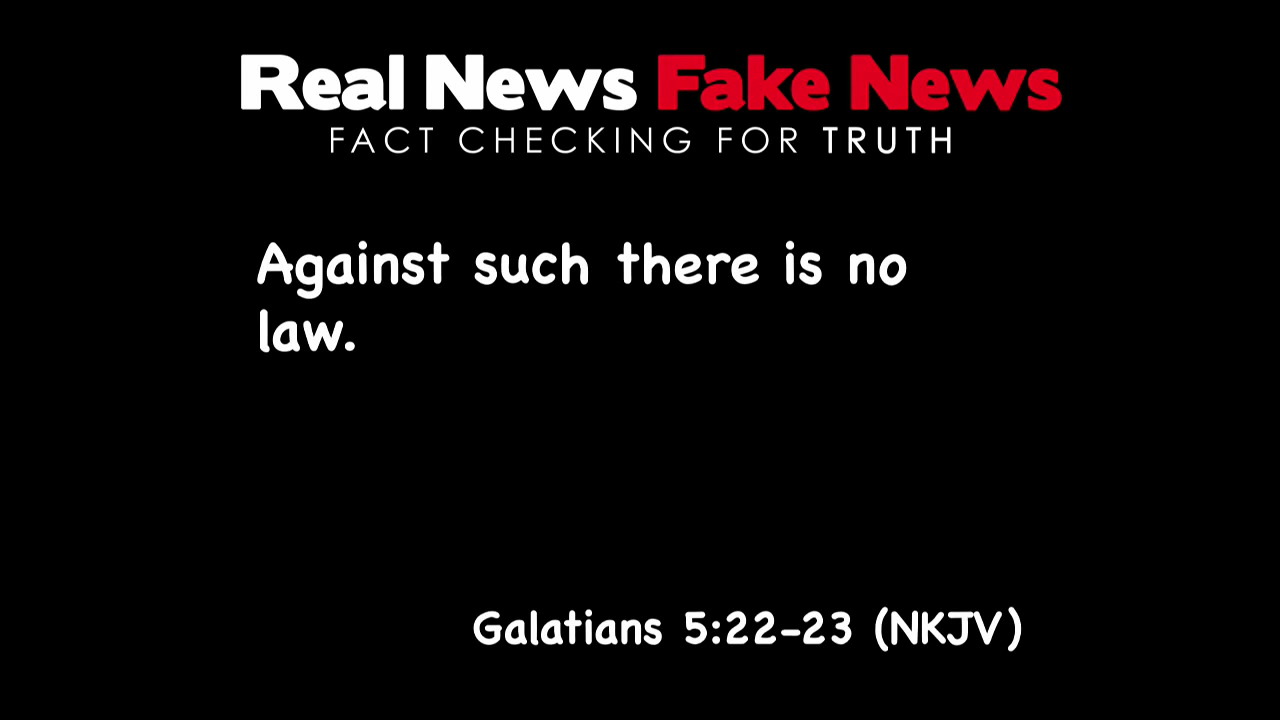 Real News Fake News
FACT CHECKING FOR TRUTH
Against such there is no
law.
Galatians 5:22-23 (NKJV)